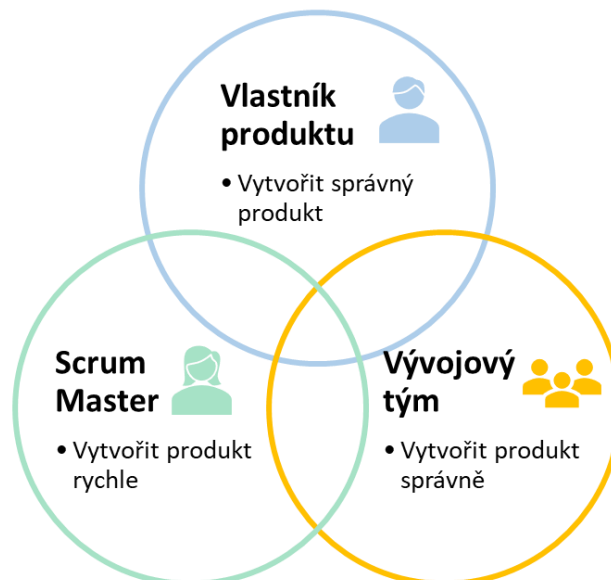 Vlastník
produktu
• Vytvořit správný
produkt
Scrum
Master
• Vytvořit produkt
rychle
Vývojový
tým
• Vytvořit produkt
správně